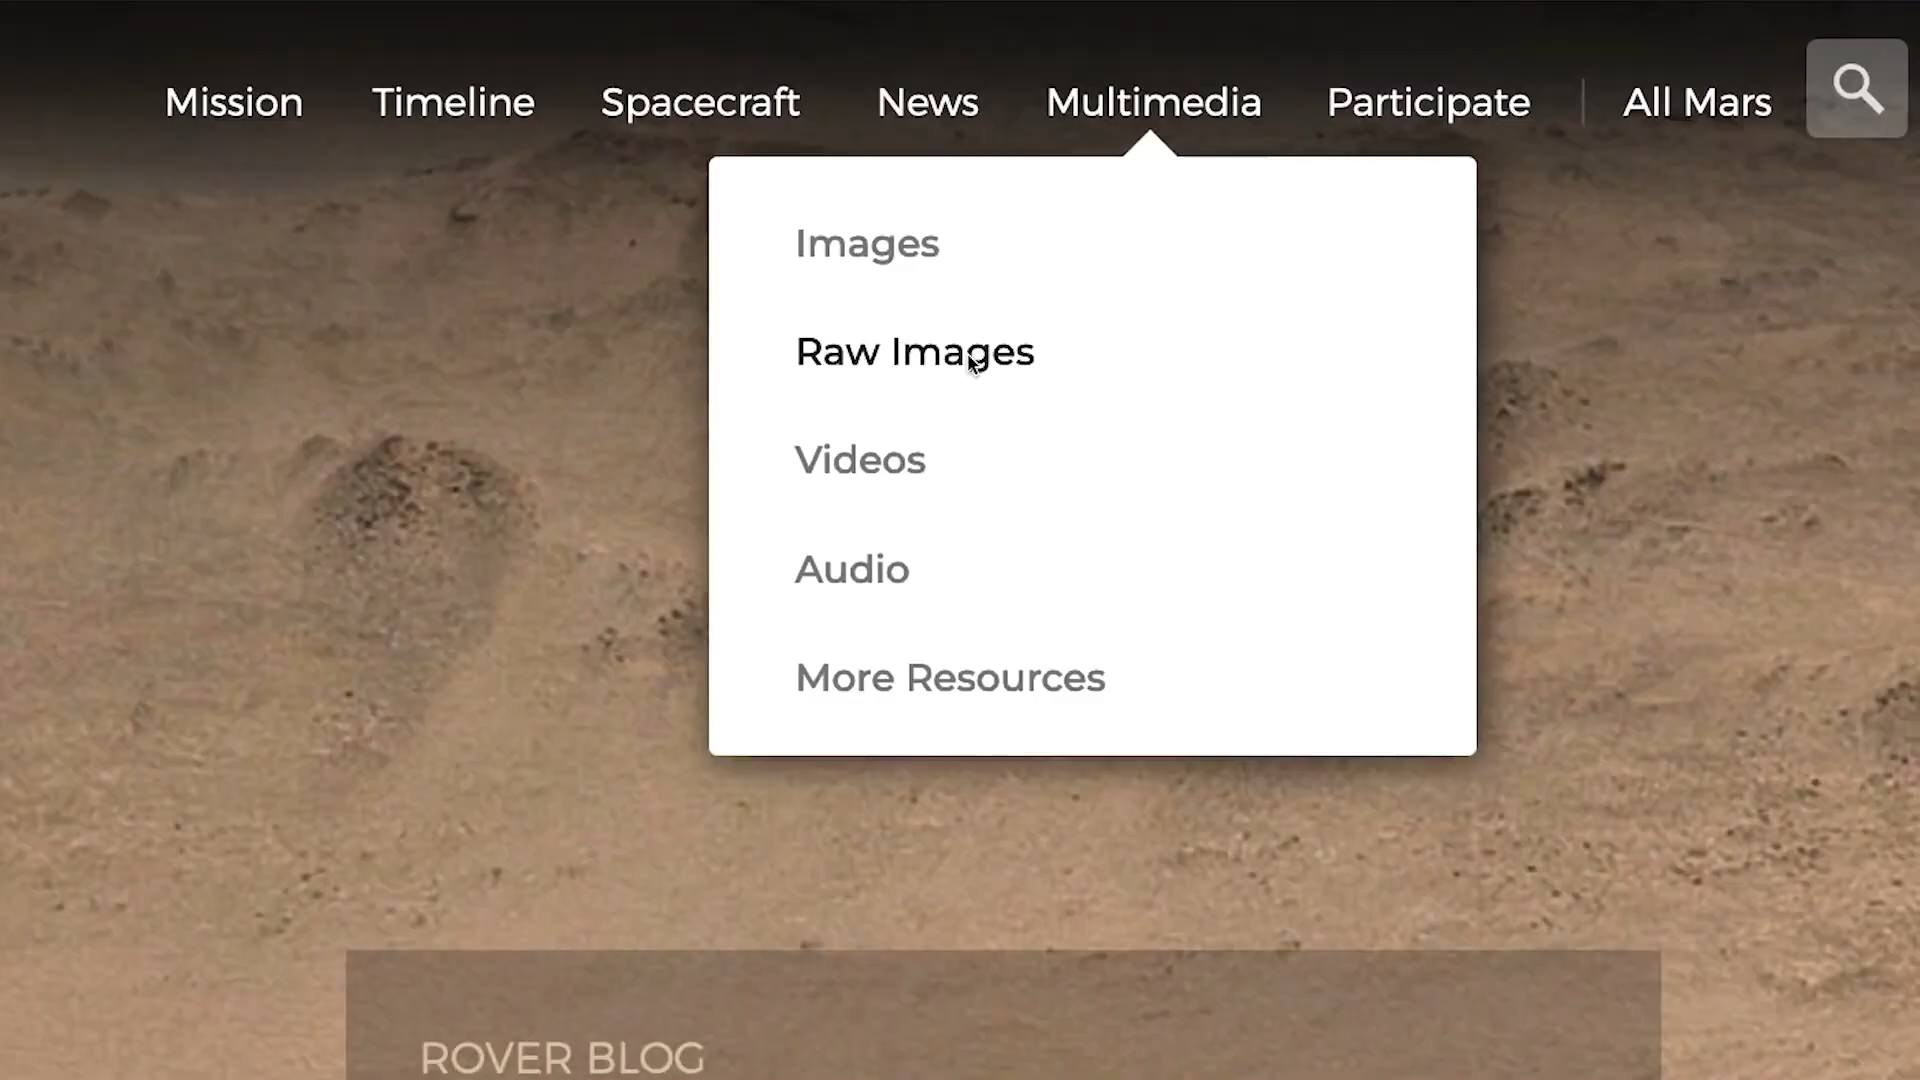 Mission Timeline Spacecraft News Multimedia Participate All Mars
Images
Raw Images
Videos
Audio
More Resources
ROVER BLOG